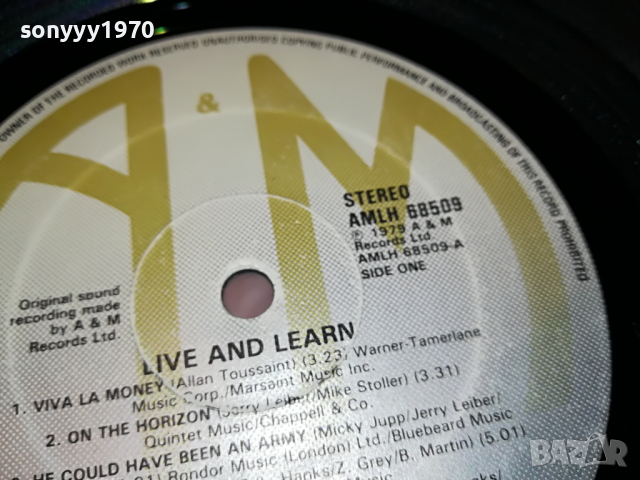 sonyyy1970
OWNER OF THE RECORDED WORK RESERVED UNAUTHORISED COPYING PUBLIC PERFORMANCE AND BROADCASTING OF THIS RECORD PROHIBITED
A & M
STEREO
AMLH 68509
℗ 1979 A & M
Records Ltd.
AMLH 68509-A
SIDE ONE
Original sound
recording made
by A & M
Records Ltd.
LIVE AND LEARN
1. VIVA LA MONEY (Allan Toussaint) (3.23) Warner-Tamerlane
Music Corp./Marsaint Music Inc.
2. ON THE HORIZON (Jerry Leiber/Mike Stoller) (3.31)
Quintet Music/Chappell & Co.
HE COULD HAVE BEEN AN ARMY (Micky Jupp/Jerry Leiber/
01) Rondor Music (London) Ltd./Bluebeard Music
Hanks/Z. Grey/B. Martin) (5.01)
BAZAR